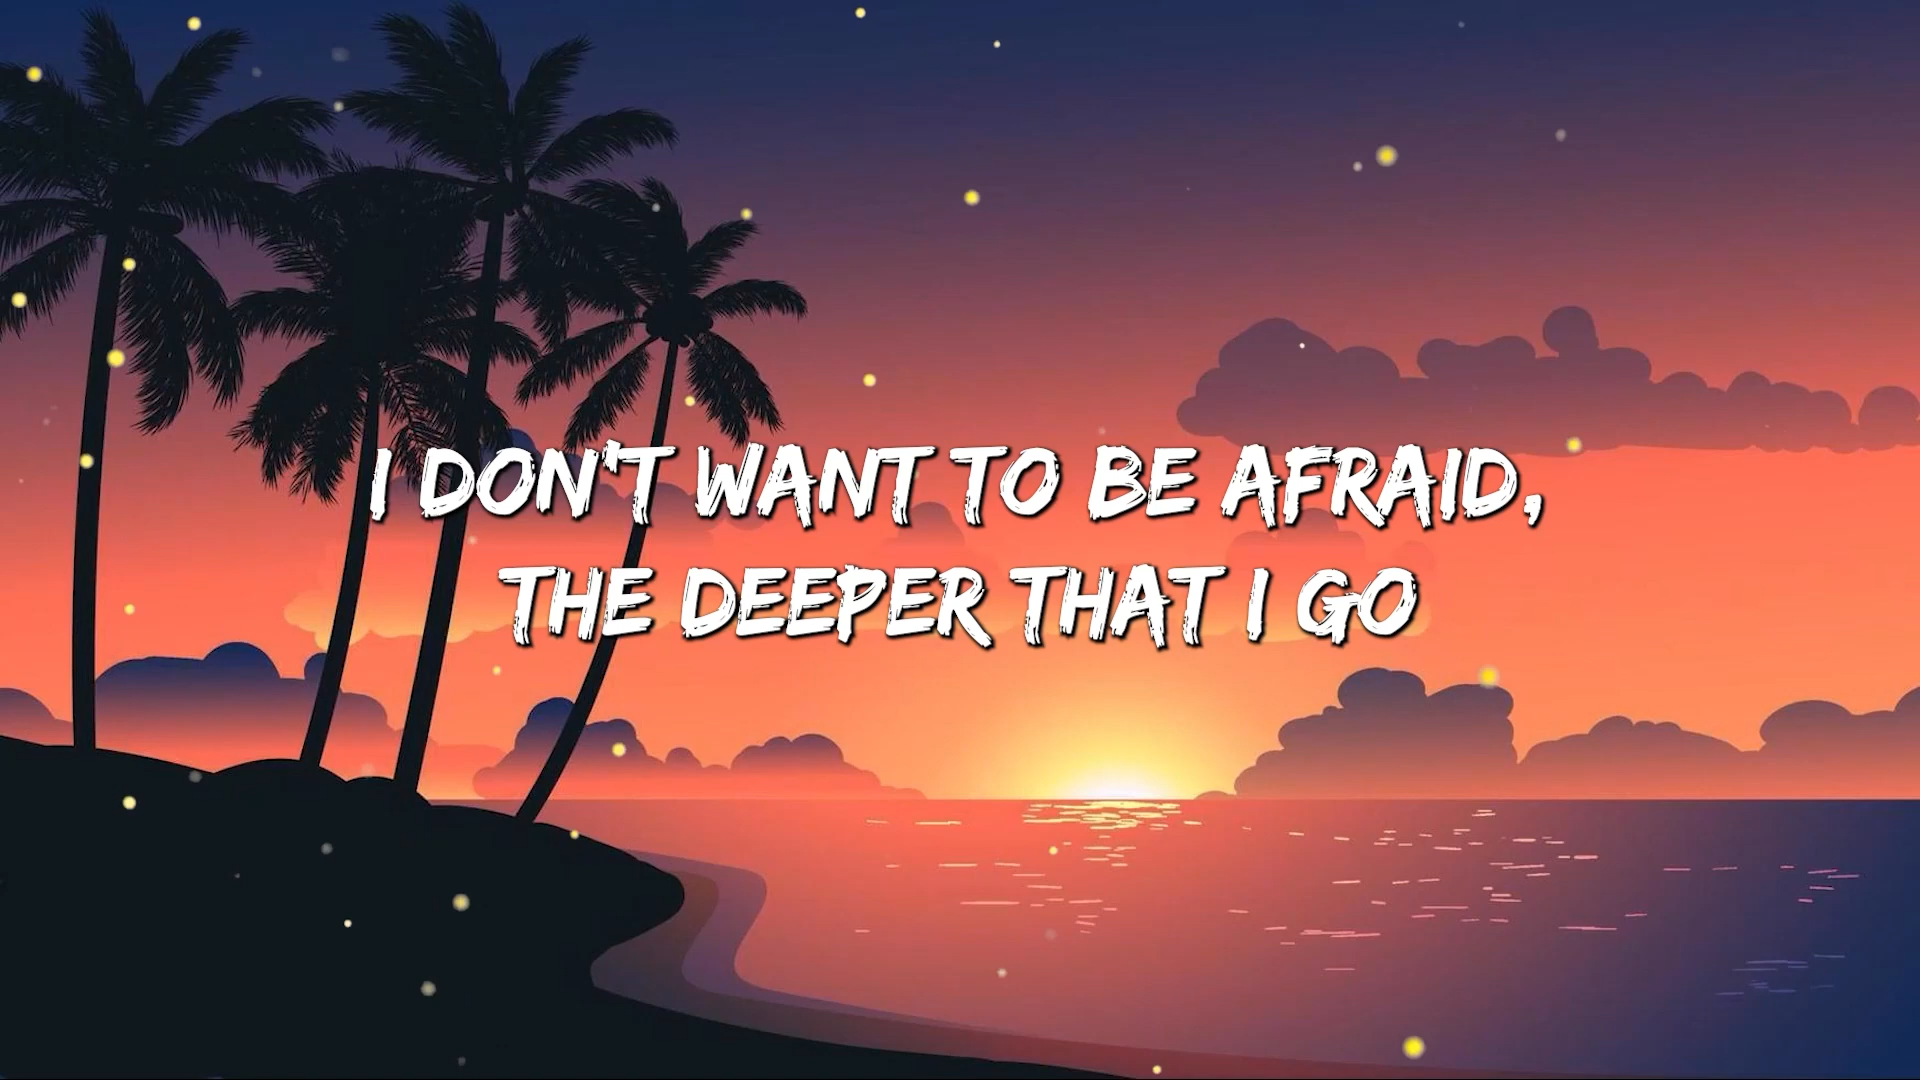 I DON'T WANT TO BE AFRAID,
THE DEEPER THAT I GO